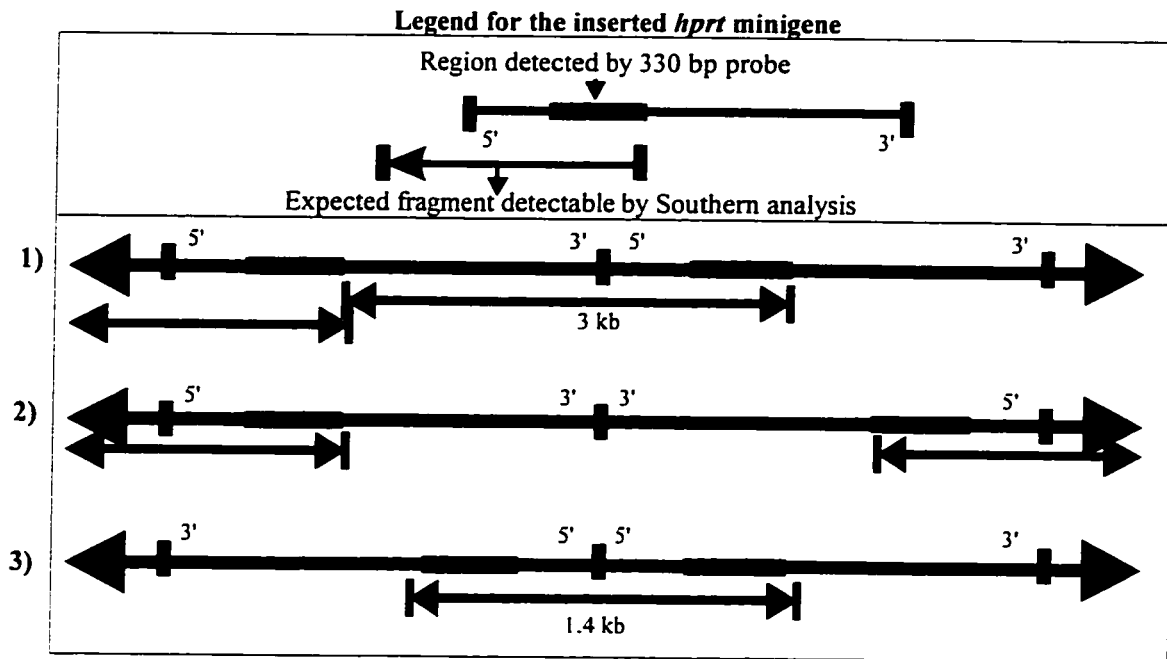 Legend for the inserted hprt minigene
Region detected by 330 bp probe
5' 3'
Expected fragment detectable by Southern analysis
1) 5' 3' 5' 3'
3 kb
2) 5' 3' 3' 5'
3) 3' 5' 5' 3'
1.4 kb